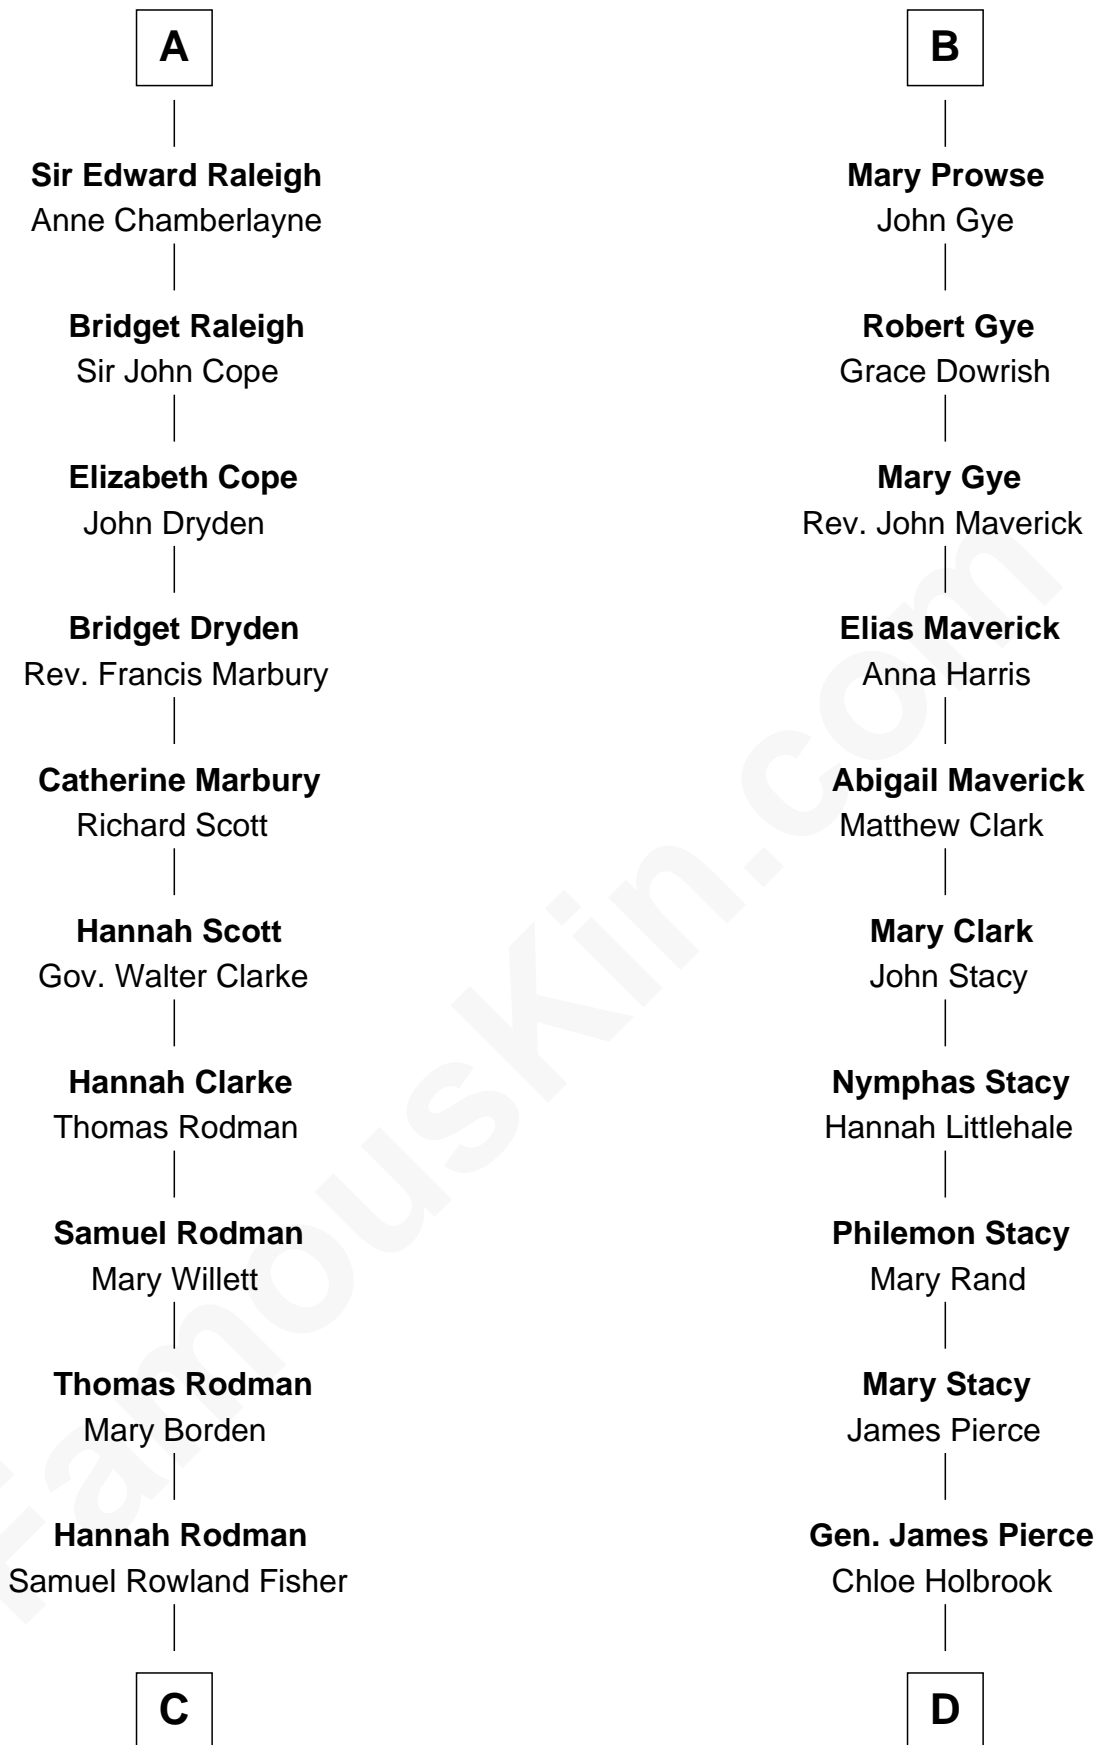 A
Sir Edward Raleigh
Anne Chamberlayne
Bridget Raleigh
Sir John Cope
Elizabeth Cope
John Dryden
Bridget Dryden
Rev. Francis Marbury
Catherine Marbury
Richard Scott
Hannah Scott
Gov. Walter Clarke
Hannah Clarke
Thomas Rodman
Samuel Rodman
Mary Willett
Thomas Rodman
Mary Borden
Hannah Rodman
Samuel Rowland Fisher
C
B
Mary Prowse
John Gye
Robert Gye
Grace Dowrish
Mary Gye
Rev. John Maverick
Elias Maverick
Anna Harris
Abigail Maverick
Matthew Clark
Mary Clark
John Stacy
Nymphas Stacy
Hannah Littlehale
Philemon Stacy
Mary Rand
Mary Stacy
James Pierce
Gen. James Pierce
Chloe Holbrook
D
FamousKin.com